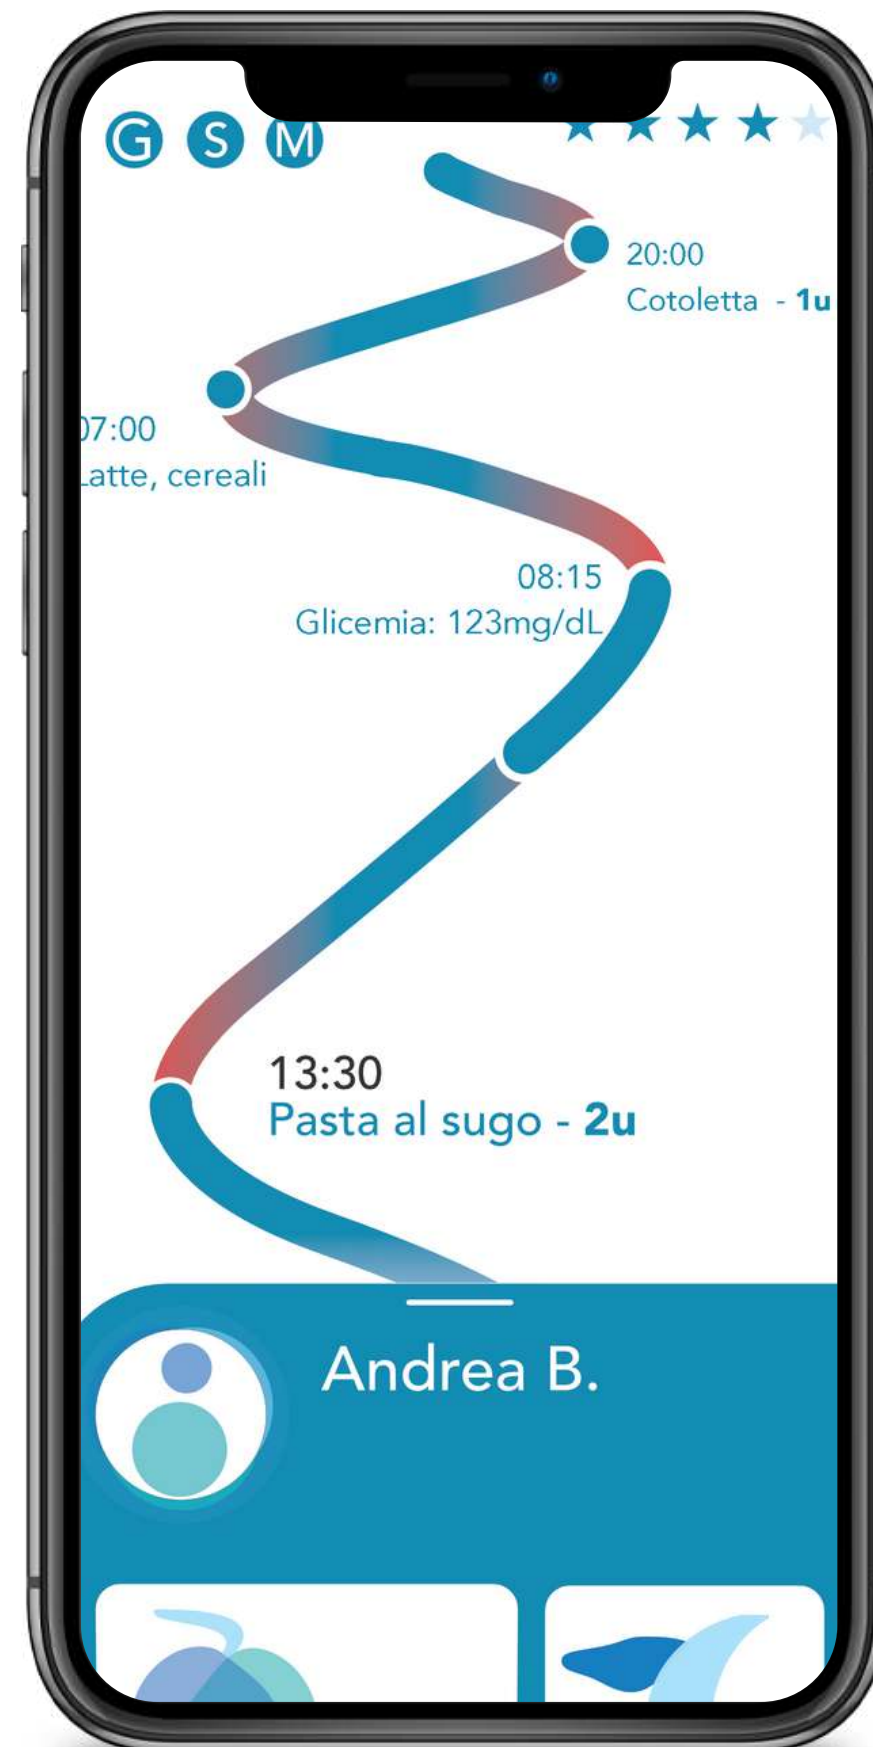 G S M
20:00
Cotoletta - 1u
07:00
Latte, cereali
08:15
Glicemia: 123mg/dL
13:30
Pasta al sugo - 2u
Andrea B.